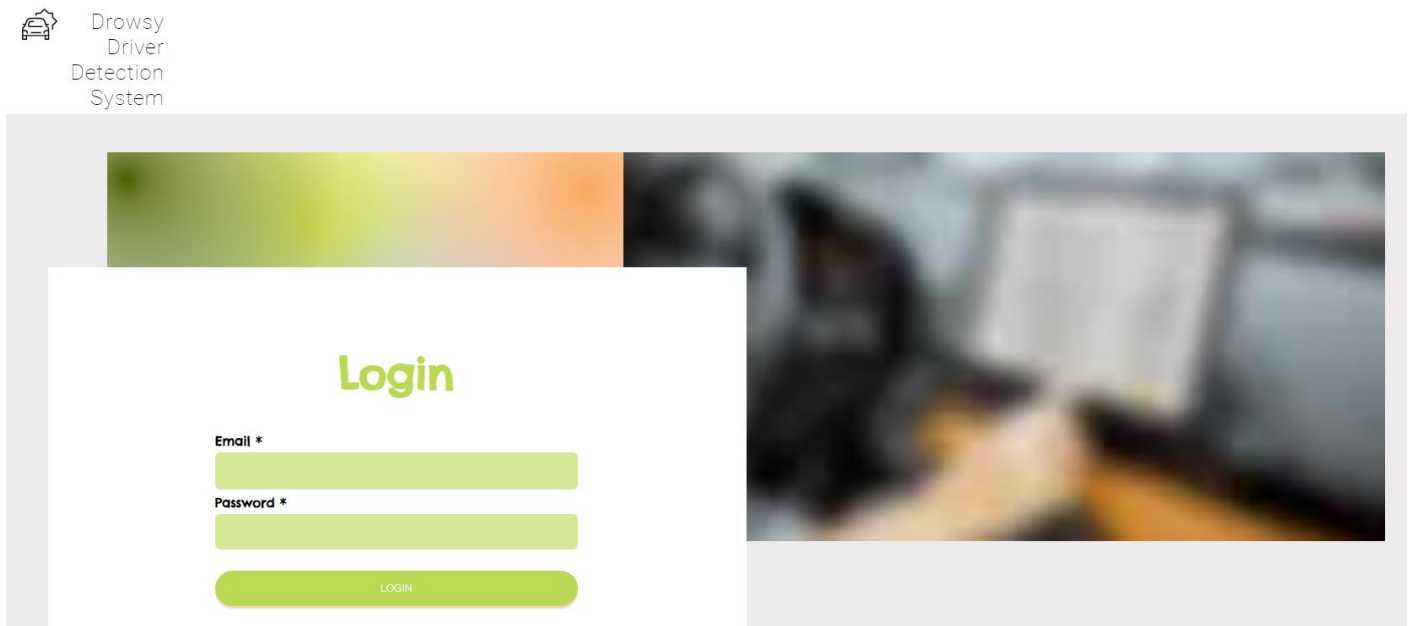 Drowsy
Driver
Detection
System
Login
Email *
Password *
LOGIN